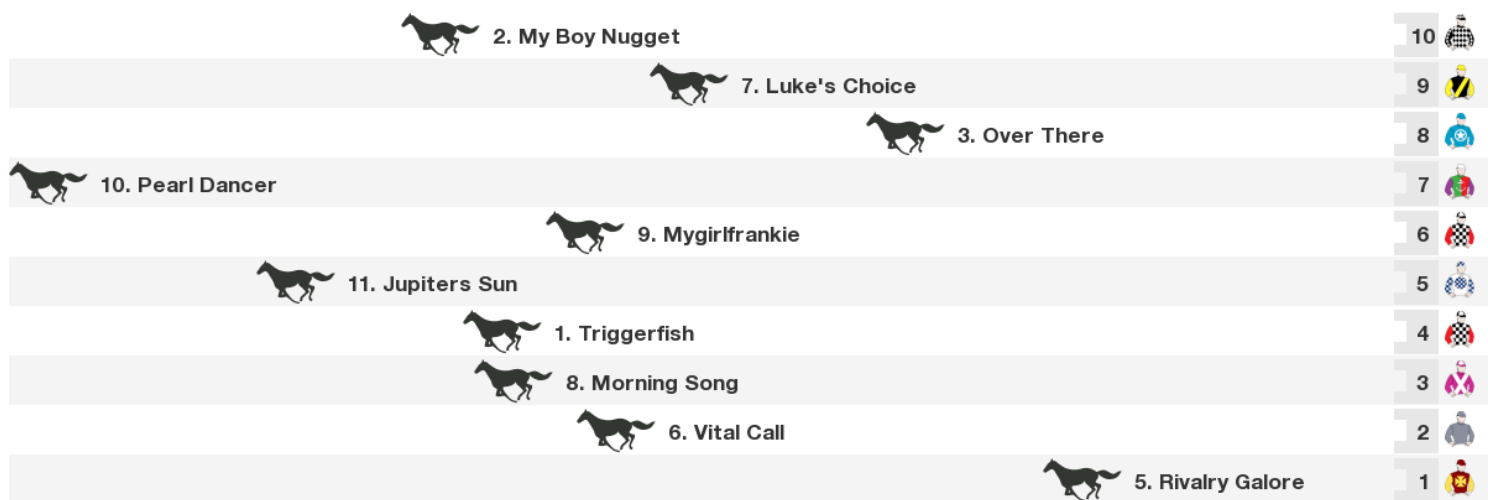 2. My Boy Nugget 10
7. Luke's Choice 9
3. Over There 8
10. Pearl Dancer 7
9. Mygirlfrankie 6
11. Jupiters Sun 5
1. Triggerfish 4
8. Morning Song 3
6. Vital Call 2
5. Rivalry Galore 1